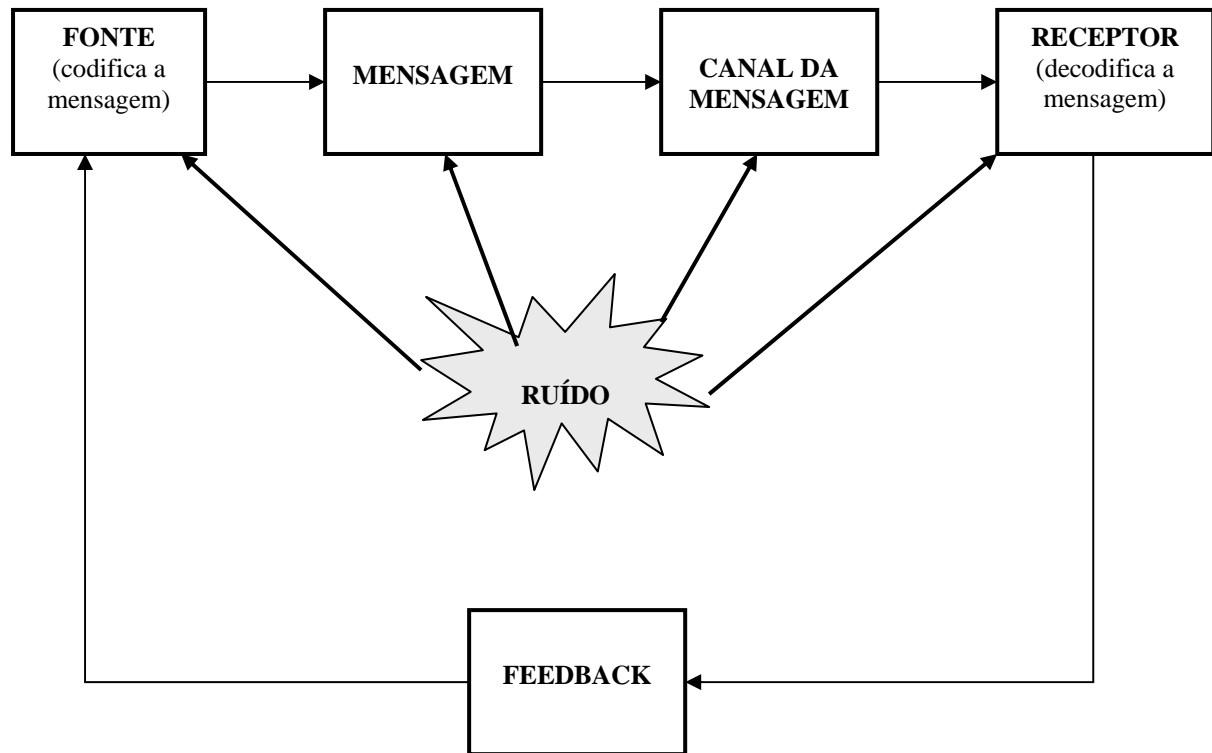 FONTE
(codifica a
mensagem)
MENSAGEM
CANAL DA
MENSAGEM
RECEPTOR
(decodifica a
mensagem)
RUÍDO
FEEDBACK